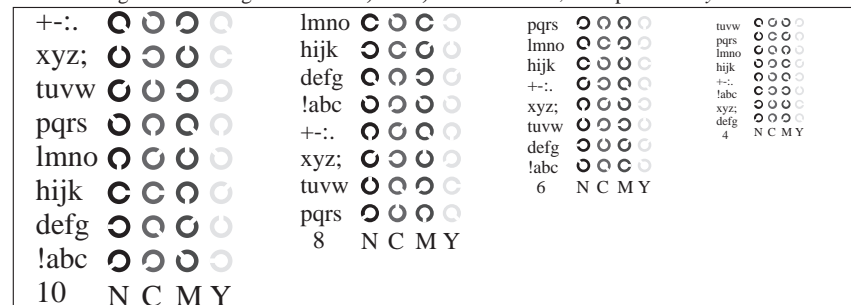 +-:.
xyz;
tuvw
pqrs
lmno
hijk
defg
!abc
10 N C M Y
lmno
hijk
defg
!abc
+-:.
xyz;
tuvw
pqrs
8 N C M Y
pqrs
lmno
hijk
+-:.
xyz;
tuvw
defg
!abc
6 N C M Y
tuvw
pqrs
lmno
hijk
+-:.
!abc
xyz;
defg
4 N C M Y